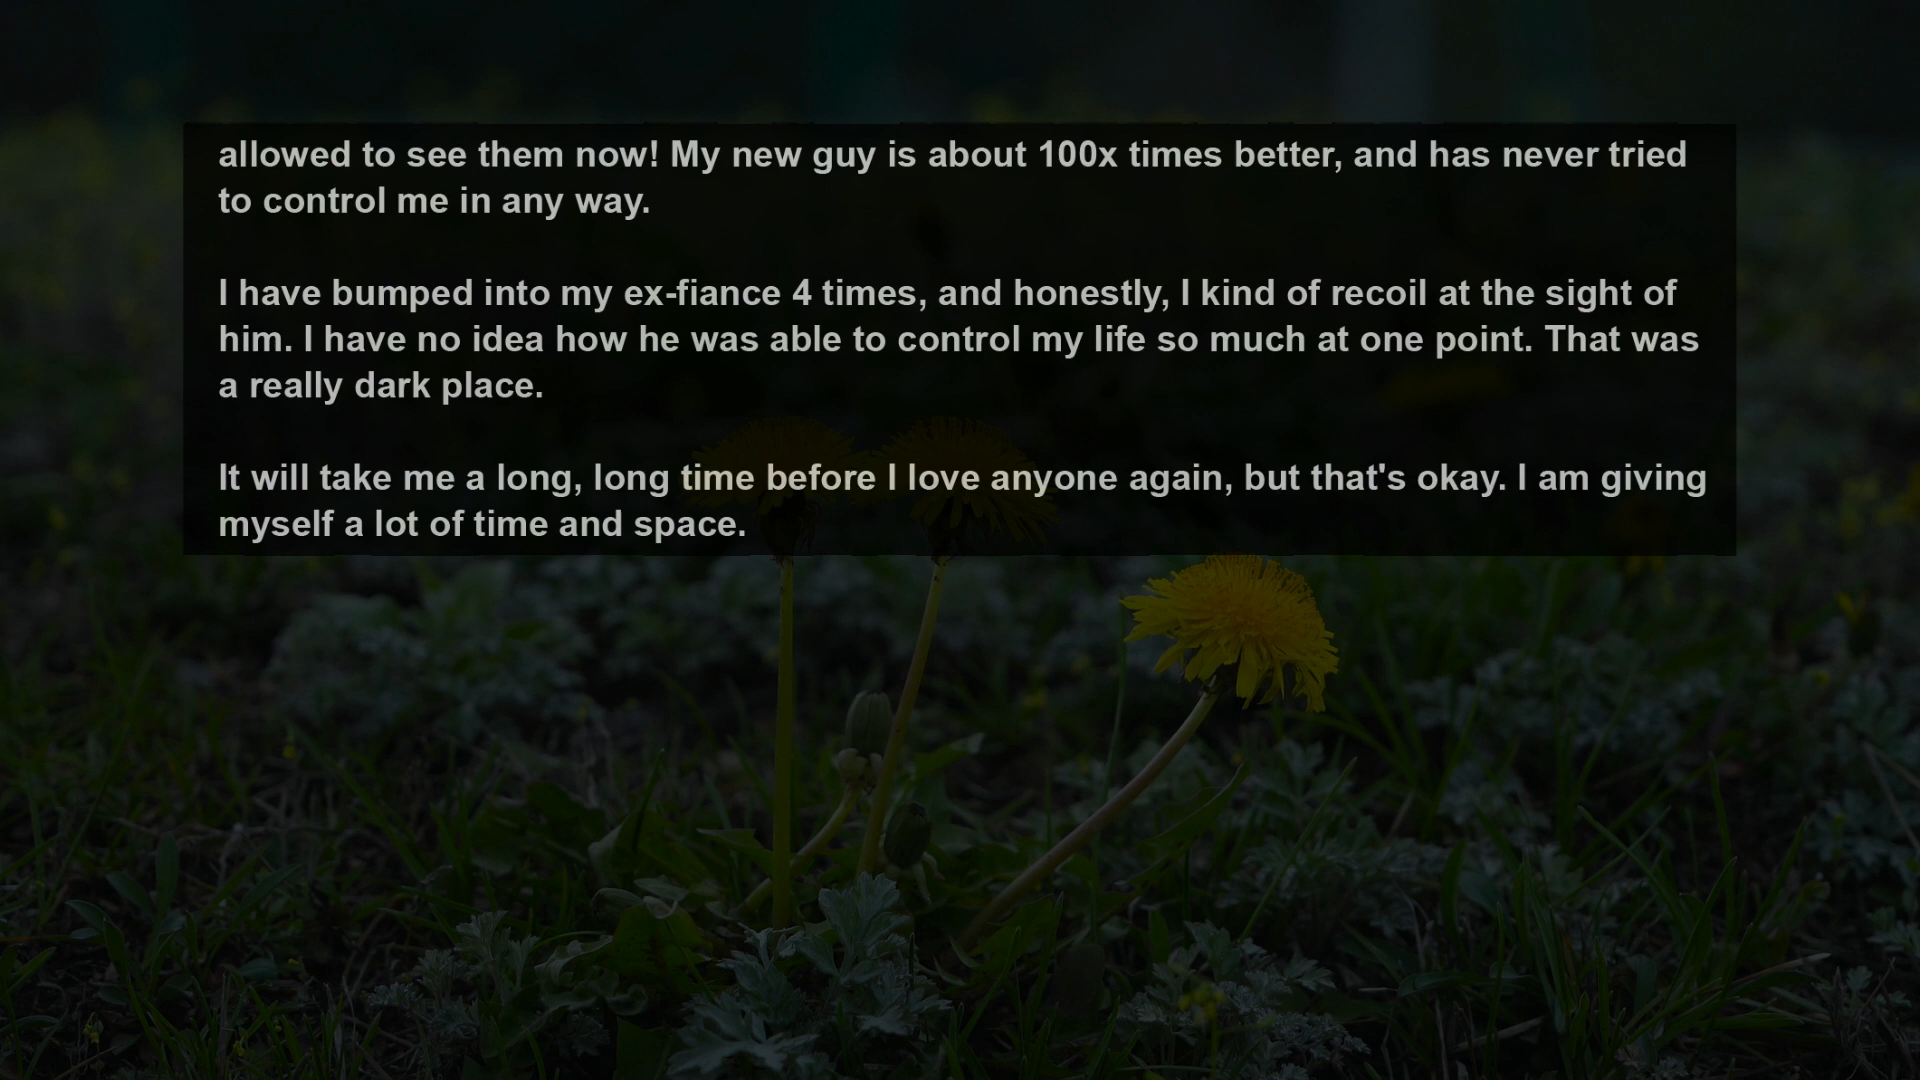 allowed to see them now! My new guy is about 100x times better, and has never tried
to control me in any way.
I have bumped into my ex-fiance 4 times, and honestly, I kind of recoil at the sight of
him. I have no idea how he was able to control my life so much at one point. That was
a really dark place.
It will take me a long, long time before I love anyone again, but that's okay. I am giving
myself a lot of time and space.